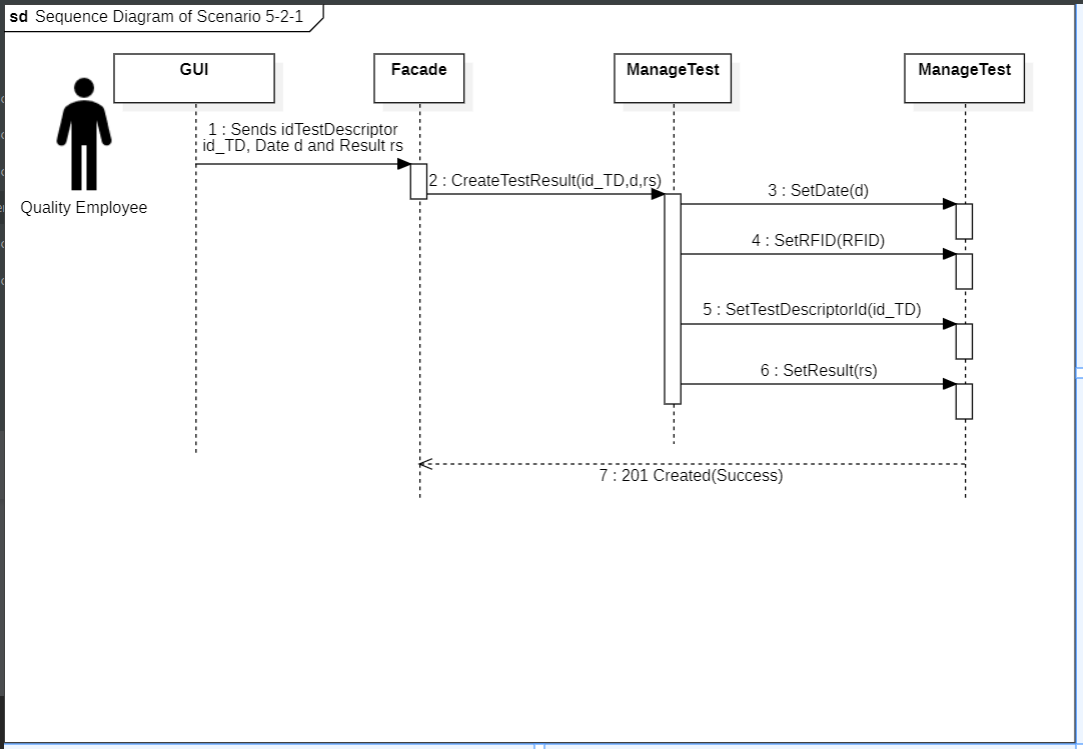 sd Sequence Diagram of Scenario 5-2-1
GUI
Facade
ManageTest
ManageTest
1 : Sends idTestDescriptor
id_TD, Date d and Result rs
2 : CreateTestResult(id_TD,d,rs)
3 : SetDate(d)
Quality Employee
4 : SetRFID(RFID)
5 : SetTestDescriptorId(id_TD)
6 : SetResult(rs)
7 : 201 Created(Success)